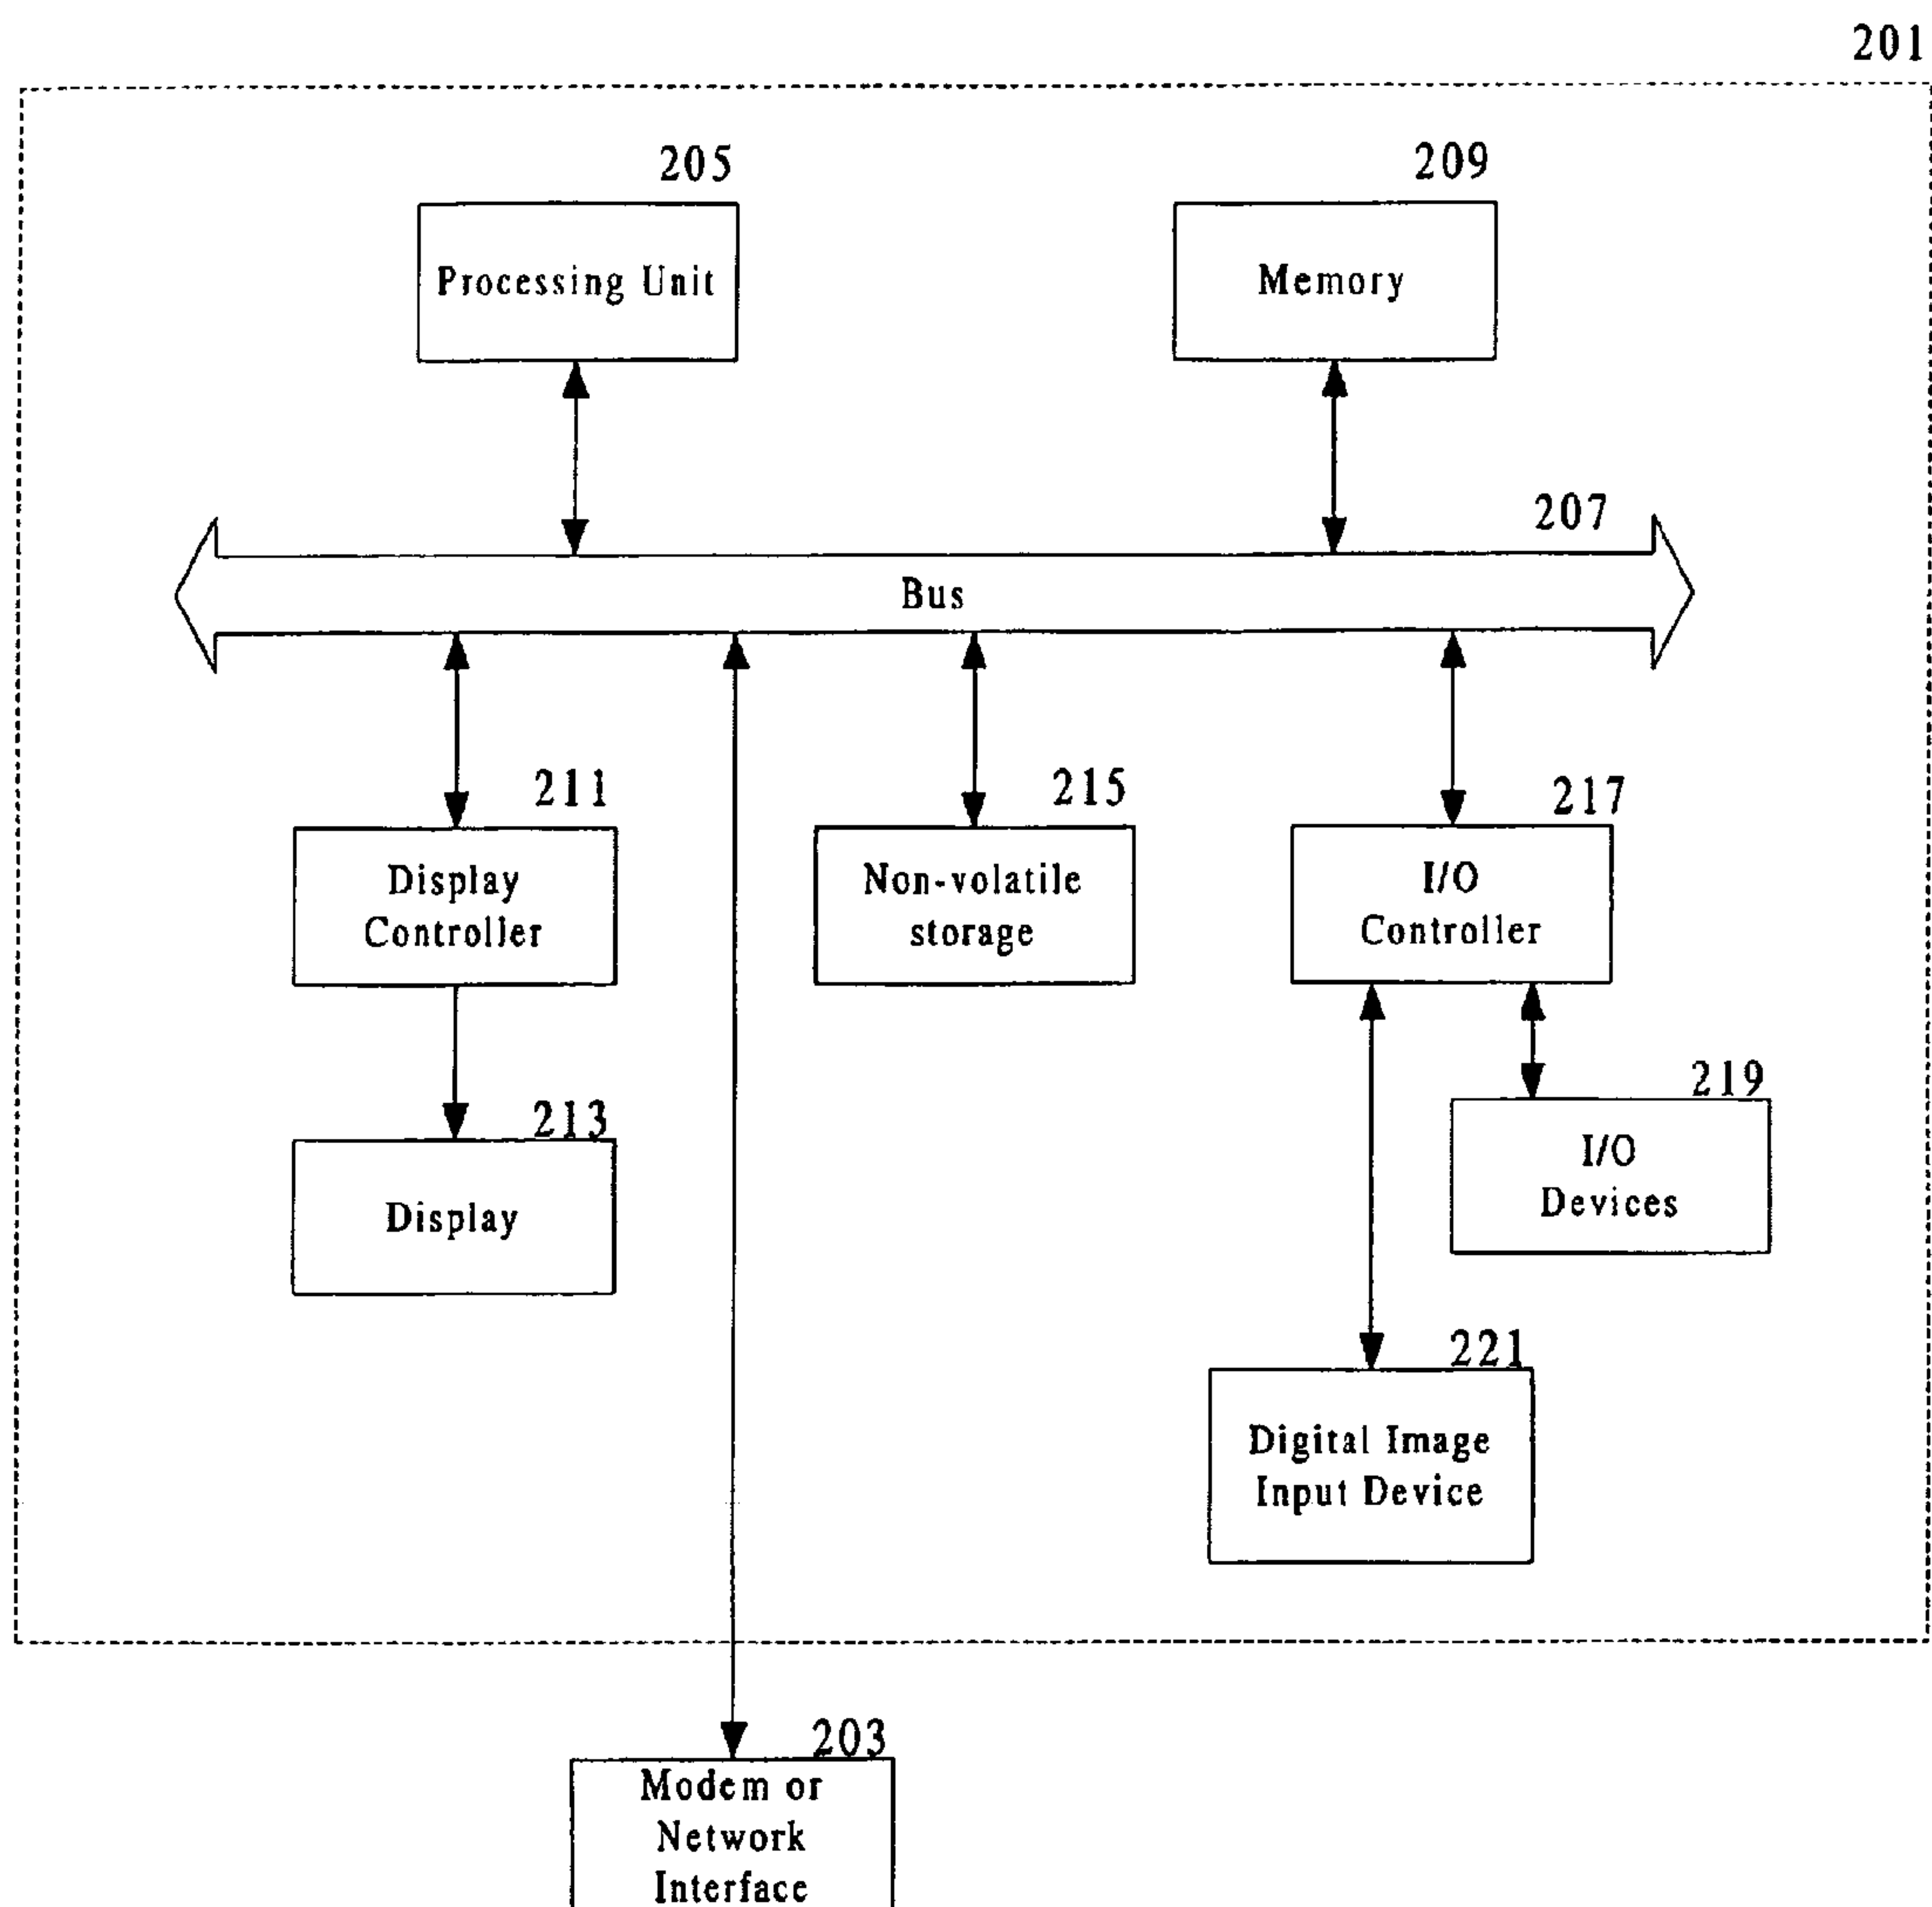 201
205
209
Processing Unit
Memory
207
Bus
211
215
217
Display
Controller
Non-volatile
storage
I/O
Controller
213
219
Display
I/O
Devices
221
Digital Image
Input Device
203
Modem or
Network
Interface